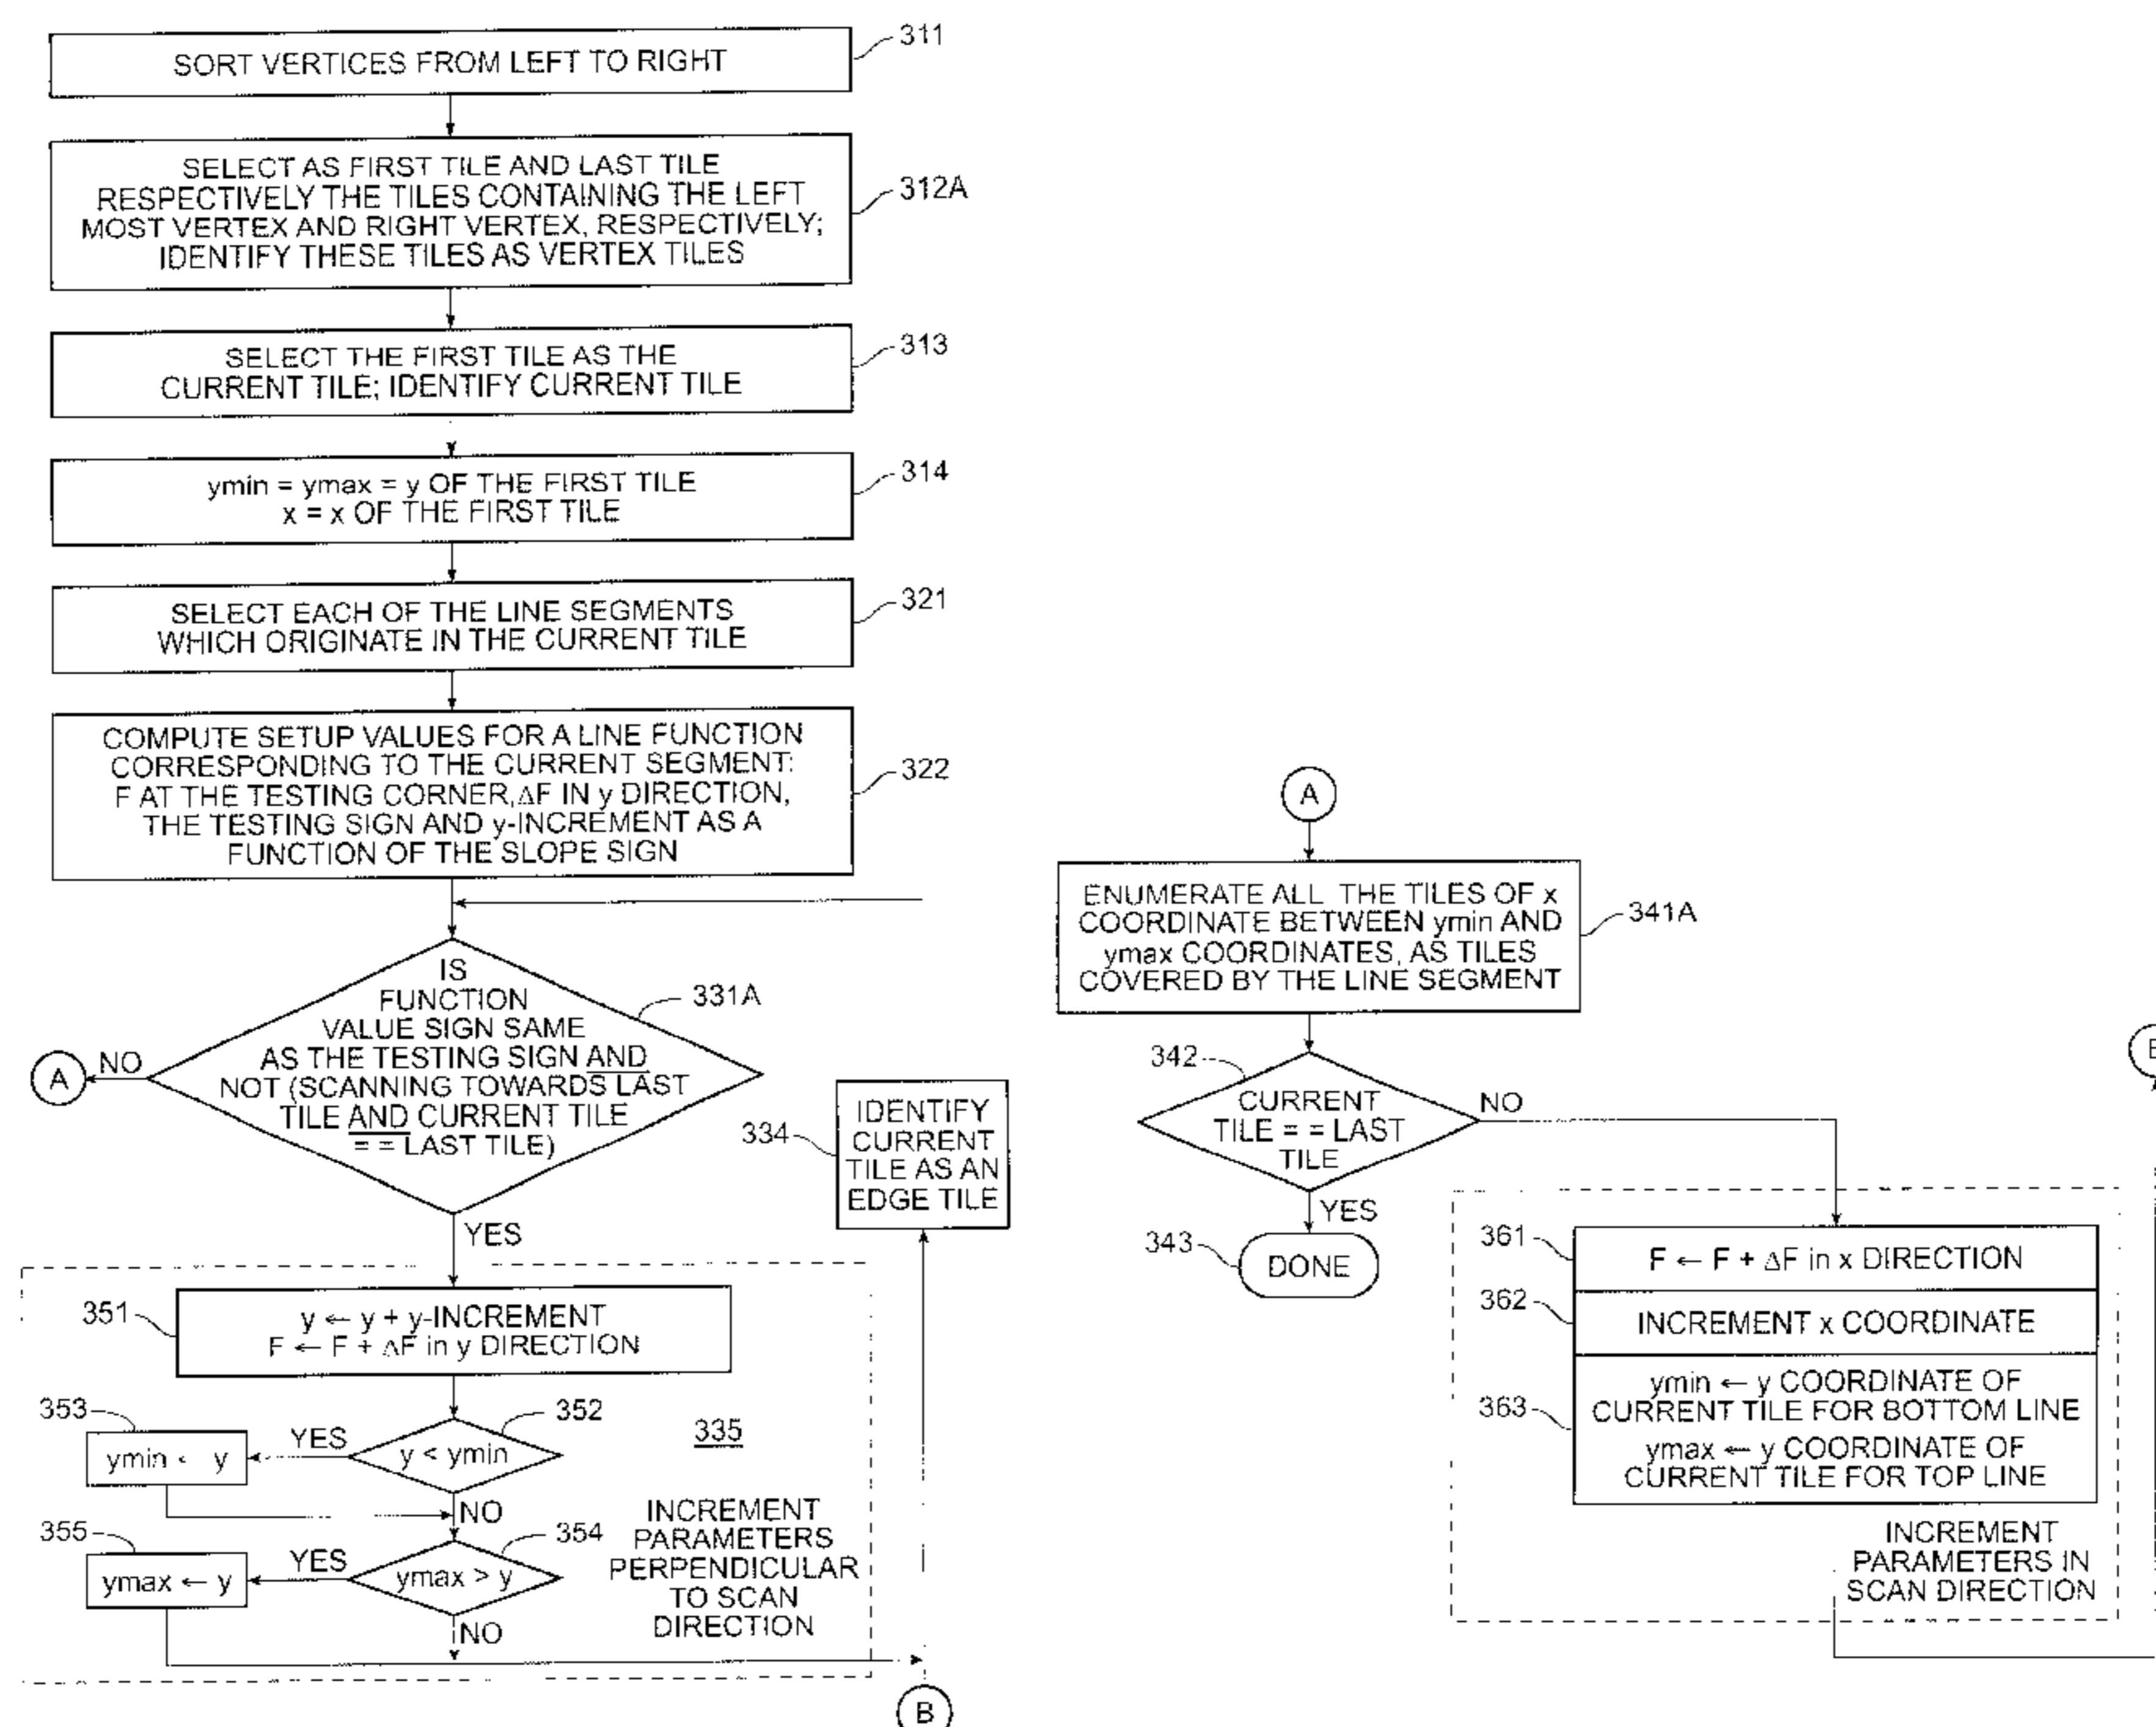 311
SORT VERTICES FROM LEFT TO RIGHT
SELECT AS FIRST TILE AND LAST TILE
RESPECTIVELY THE TILES CONTAINING THE LEFT
MOST VERTEX AND RIGHT VERTEX, RESPECTIVELY;
IDENTIFY THESE TILES AS VERTEX TILES
312A
SELECT THE FIRST TILE AS THE
CURRENT TILE; IDENTIFY CURRENT TILE
313
ymin = ymax = y OF THE FIRST TILE
x = x OF THE FIRST TILE
314
SELECT EACH OF THE LINE SEGMENTS
WHICH ORIGINATE IN THE CURRENT TILE
321
COMPUTE SETUP VALUES FOR A LINE FUNCTION
CORRESPONDING TO THE CURRENT SEGMENT:
F AT THE TESTING CORNER,ΔF IN y DIRECTION,
THE TESTING SIGN AND y-INCREMENT AS A
FUNCTION OF THE SLOPE SIGN
322
IS
FUNCTION
VALUE SIGN SAME
AS THE TESTING SIGN AND
NOT (SCANNING TOWARDS LAST
TILE AND CURRENT TILE
= = LAST TILE)
331A
NO
A
YES
334
IDENTIFY
CURRENT
TILE AS AN
EDGE TILE
351
y ← y + y-INCREMENT
F ← F + ΔF in y DIRECTION
353
352
YES
ymin ← y
y < ymin
NO
335
355
354
YES
ymax ← y
ymax > y
NO
INCREMENT
PARAMETERS
PERPENDICULAR
TO SCAN
DIRECTION
B
A
ENUMERATE ALL THE TILES OF x
COORDINATE BETWEEN ymin AND
ymax COORDINATES, AS TILES
COVERED BY THE LINE SEGMENT
341A
342
CURRENT
TILE = = LAST
TILE
NO
YES
343
DONE
361
F ← F + ΔF in x DIRECTION
362
INCREMENT x COORDINATE
363
ymin ← y COORDINATE OF
CURRENT TILE FOR BOTTOM LINE
ymax ← y COORDINATE OF
CURRENT TILE FOR TOP LINE
INCREMENT
PARAMETERS IN
SCAN DIRECTION